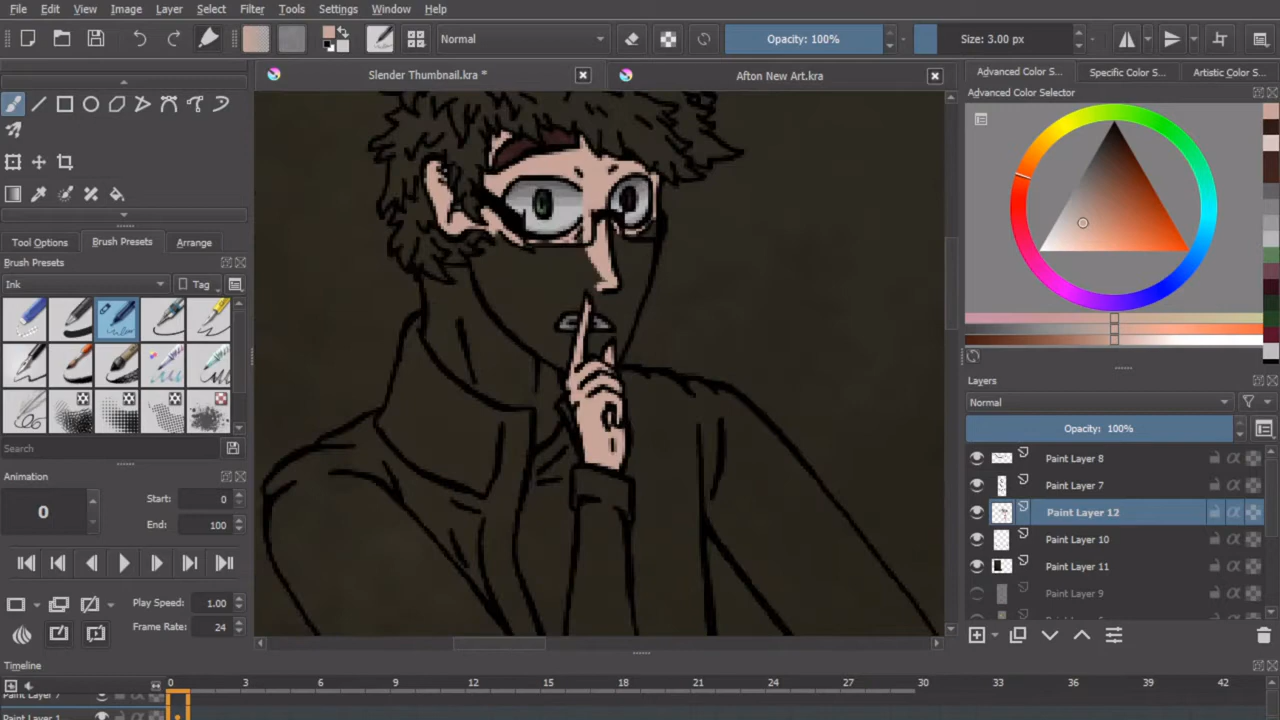 File Edit View Image Layer Select Filter Tools Settings Window Help
Normal Opacity: 100% Size: 3.00 px
Slender Thumbnail.kra * Afton New Art.kra
Advanced Color S... Specific Color S... Artistic Color S...
Advanced Color Selector
Tool Options Brush Presets Arrange
Brush Presets
Ink Tag
Search
Animation
0 Start: 0
End: 100
Play Speed: 1.00
Frame Rate: 24
Layers
Normal
Opacity: 100%
Paint Layer 8
Paint Layer 7
Paint Layer 12
Paint Layer 10
Paint Layer 11
Paint Layer 9
Timeline
0 3 6 9 12 15 18 21 24 27 30 33 36 39 42
Paint Layer 7